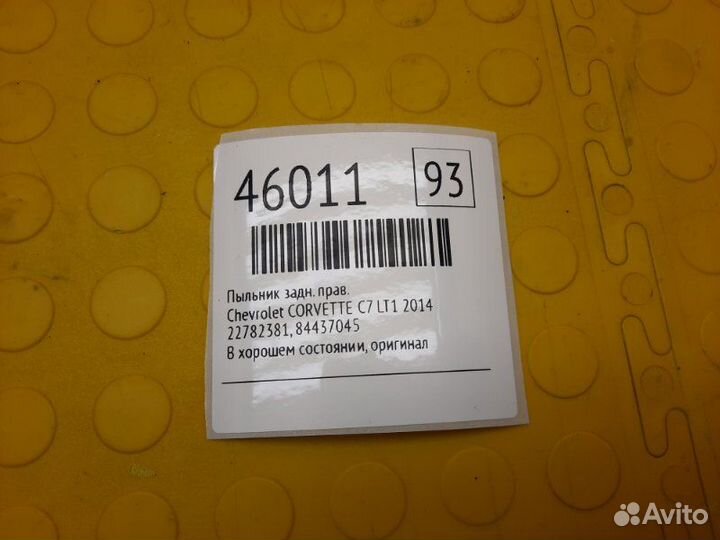 46011 93
Пыльник задн. прав.
Chevrolet CORVETTE C7 LT1 2014
22782381, 84437045
В хорошем состоянии, оригинал
Avito